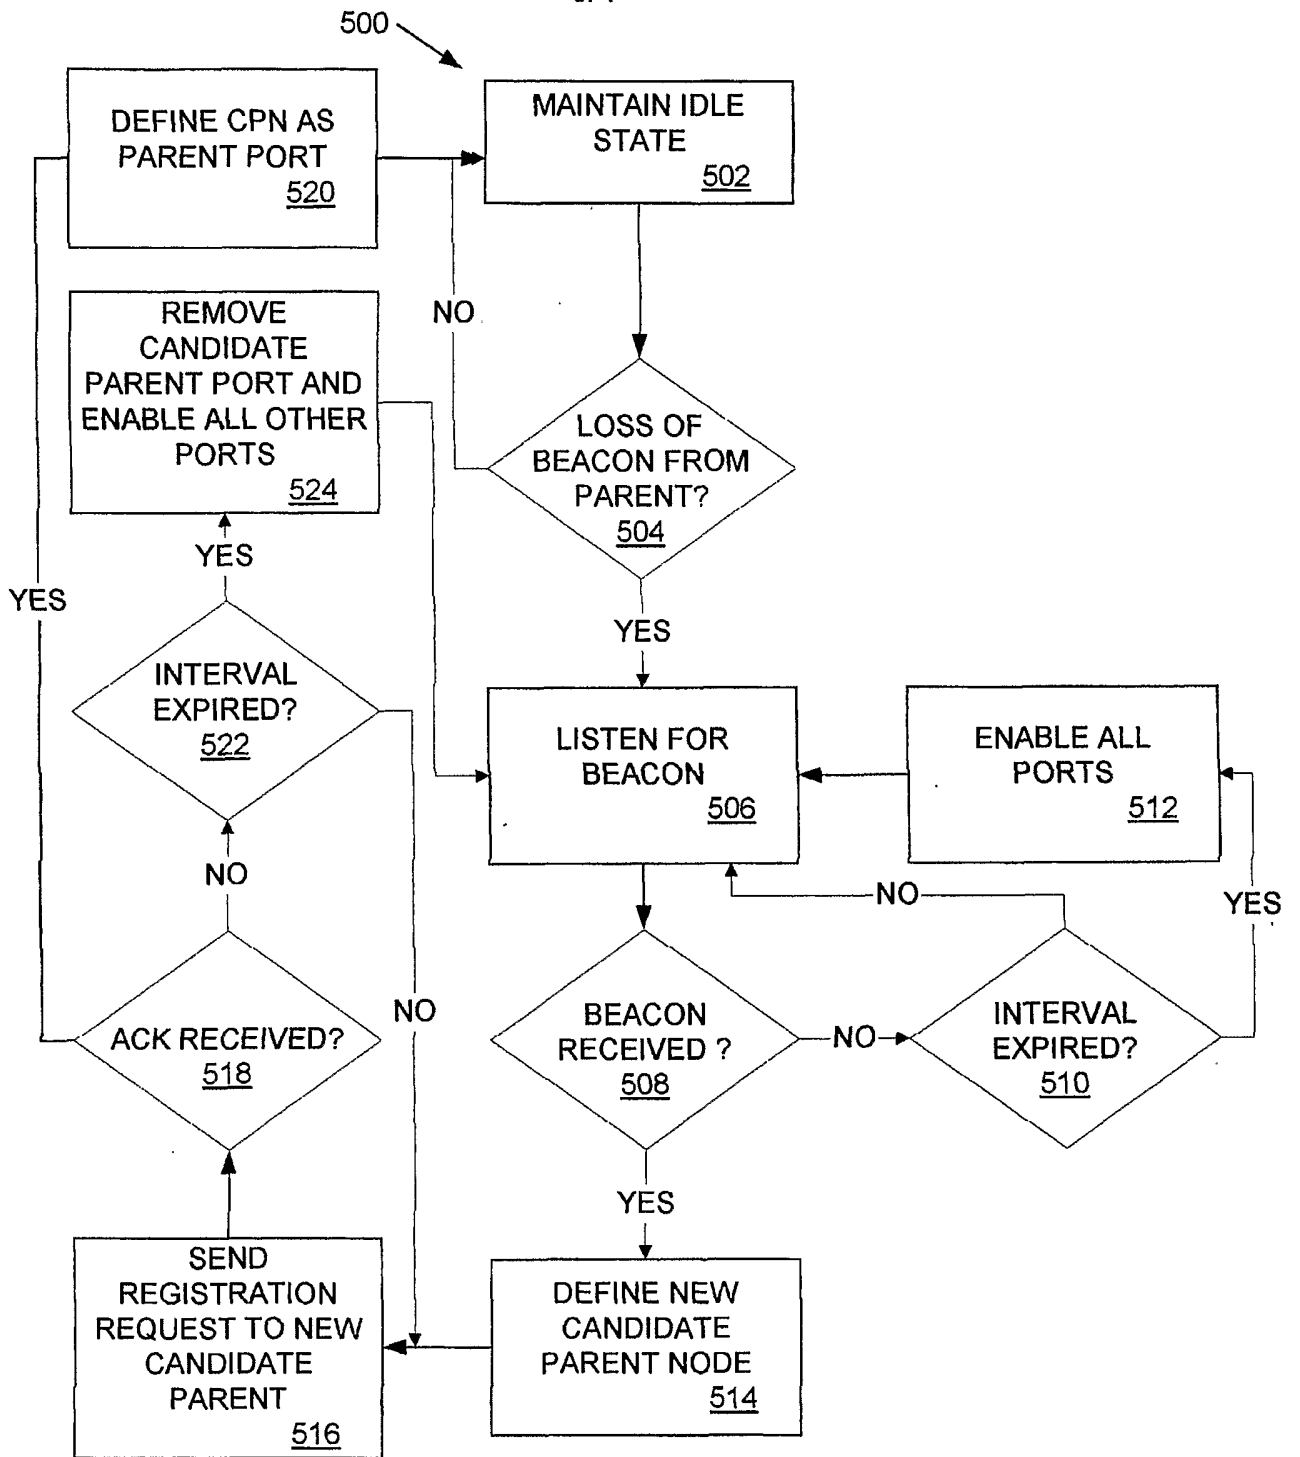 500
DEFINE CPN AS
PARENT PORT
520
MAINTAIN IDLE
STATE
502
REMOVE
CANDIDATE
PARENT PORT AND
ENABLE ALL OTHER
PORTS
524
NO
LOSS OF
BEACON FROM
PARENT?
504
YES
YES
YES
INTERVAL
EXPIRED?
522
LISTEN FOR
BEACON
506
ENABLE ALL
PORTS
512
NO
NO
YES
ACK RECEIVED?
518
NO
BEACON
RECEIVED ?
508
NO
INTERVAL
EXPIRED?
510
YES
SEND
REGISTRATION
REQUEST TO NEW
CANDIDATE
PARENT
516
DEFINE NEW
CANDIDATE
PARENT NODE
514